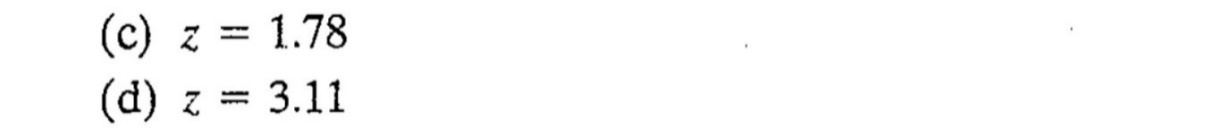 (c) z = 1.78
(d) z = 3.11